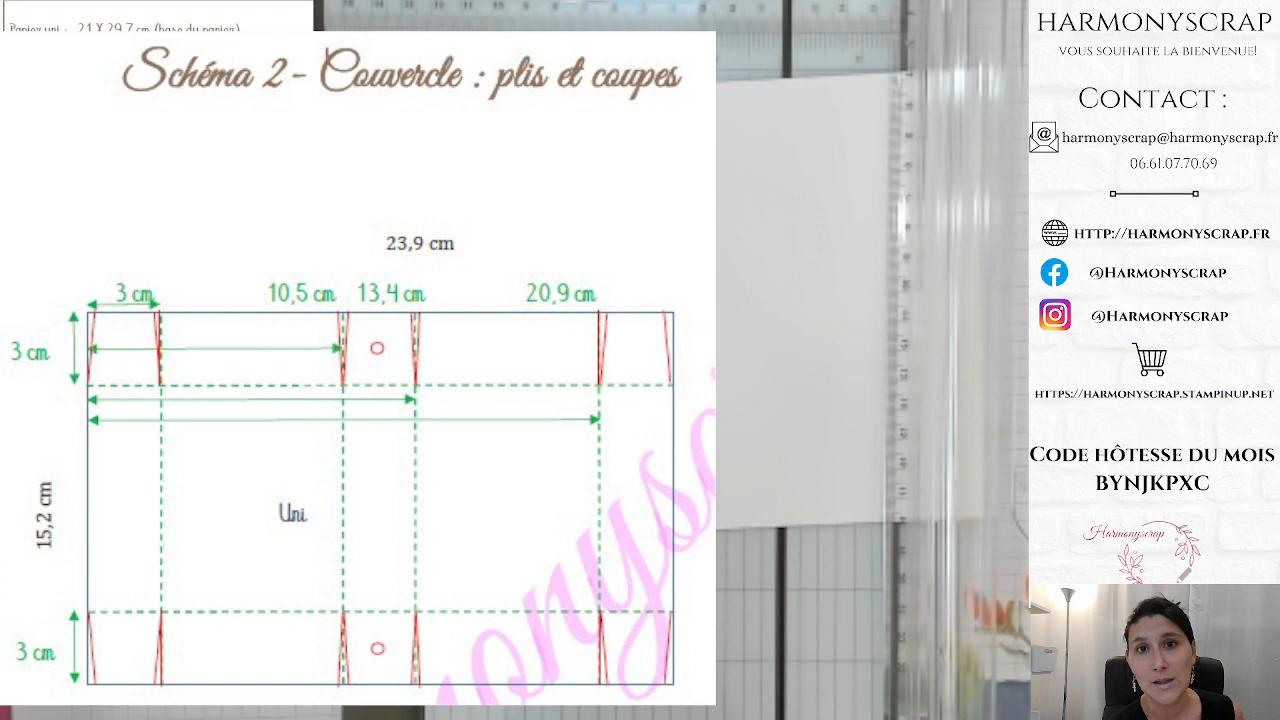 Papier uni : 21 X 29,7 cm (base du papier)
Schéma 2 - Couvercle : plis et coupes
23,9 cm
3 cm
10,5 cm
13,4 cm
20,9 cm
3 cm
15,2 cm
Uni
3 cm
HARMONYSCRAP
VOUS SOUHAITE LA BIENVENUE!
CONTACT :
harmonyscrap@harmonyscrap.fr
06.61.07.70.69
HTTP://HARMONYSCRAP.FR
@HARMONYSCRAP
@HARMONYSCRAP
HTTPS://HARMONYSCRAP.STAMPINUP.NET
CODE HÔTESSE DU MOIS
BYNJKPXC
Harmonyscrap